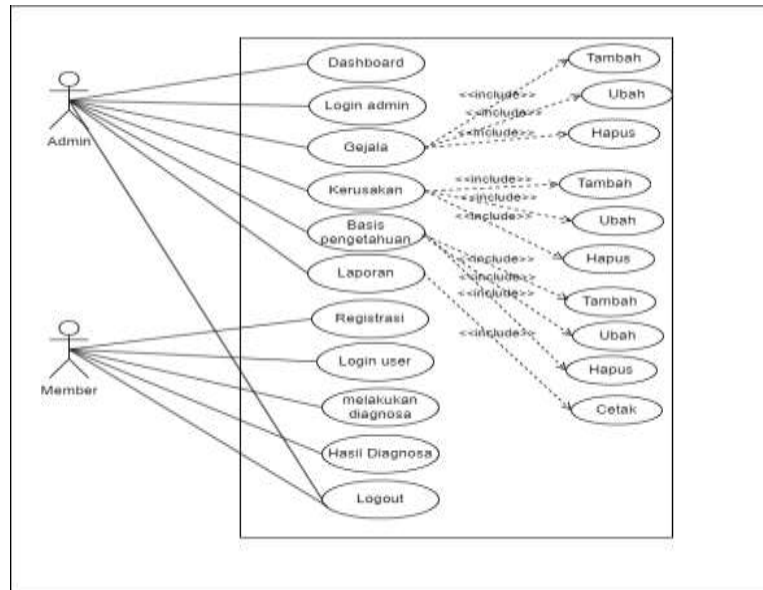 Dashboard
Login admin
Gejala
Kerusakan
Basis
pengetahuan
Laporan
Registrasi
Login user
melakukan
diagnosa
Hasil Diagnosa
Logout
Admin
Member
<<include>>
<<include>>
<<include>>
<<include>>
<<include>>
<<include>>
<<include>>
<<include>>
<<include>>
<<include>>
Tambah
Ubah
Hapus
Tambah
Ubah
Hapus
Tambah
Ubah
Hapus
Cetak